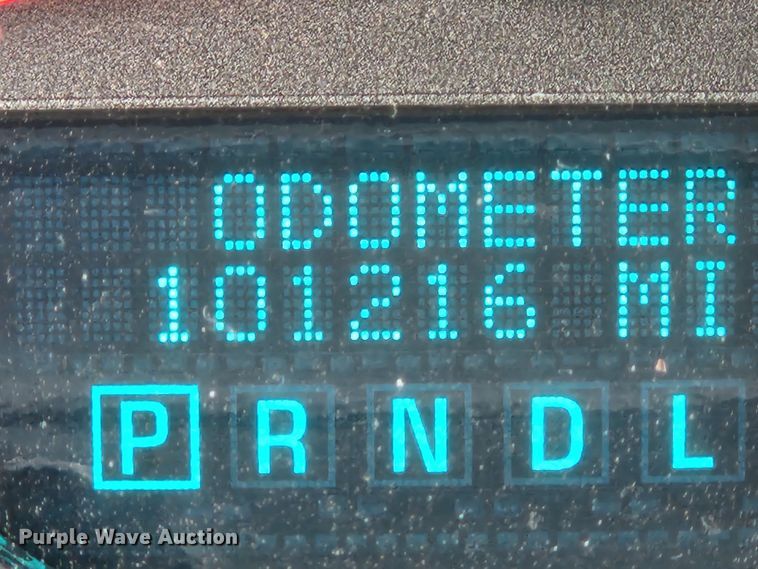 ODOMETER
101216 MI
P R N D L
Purple Wave Auction